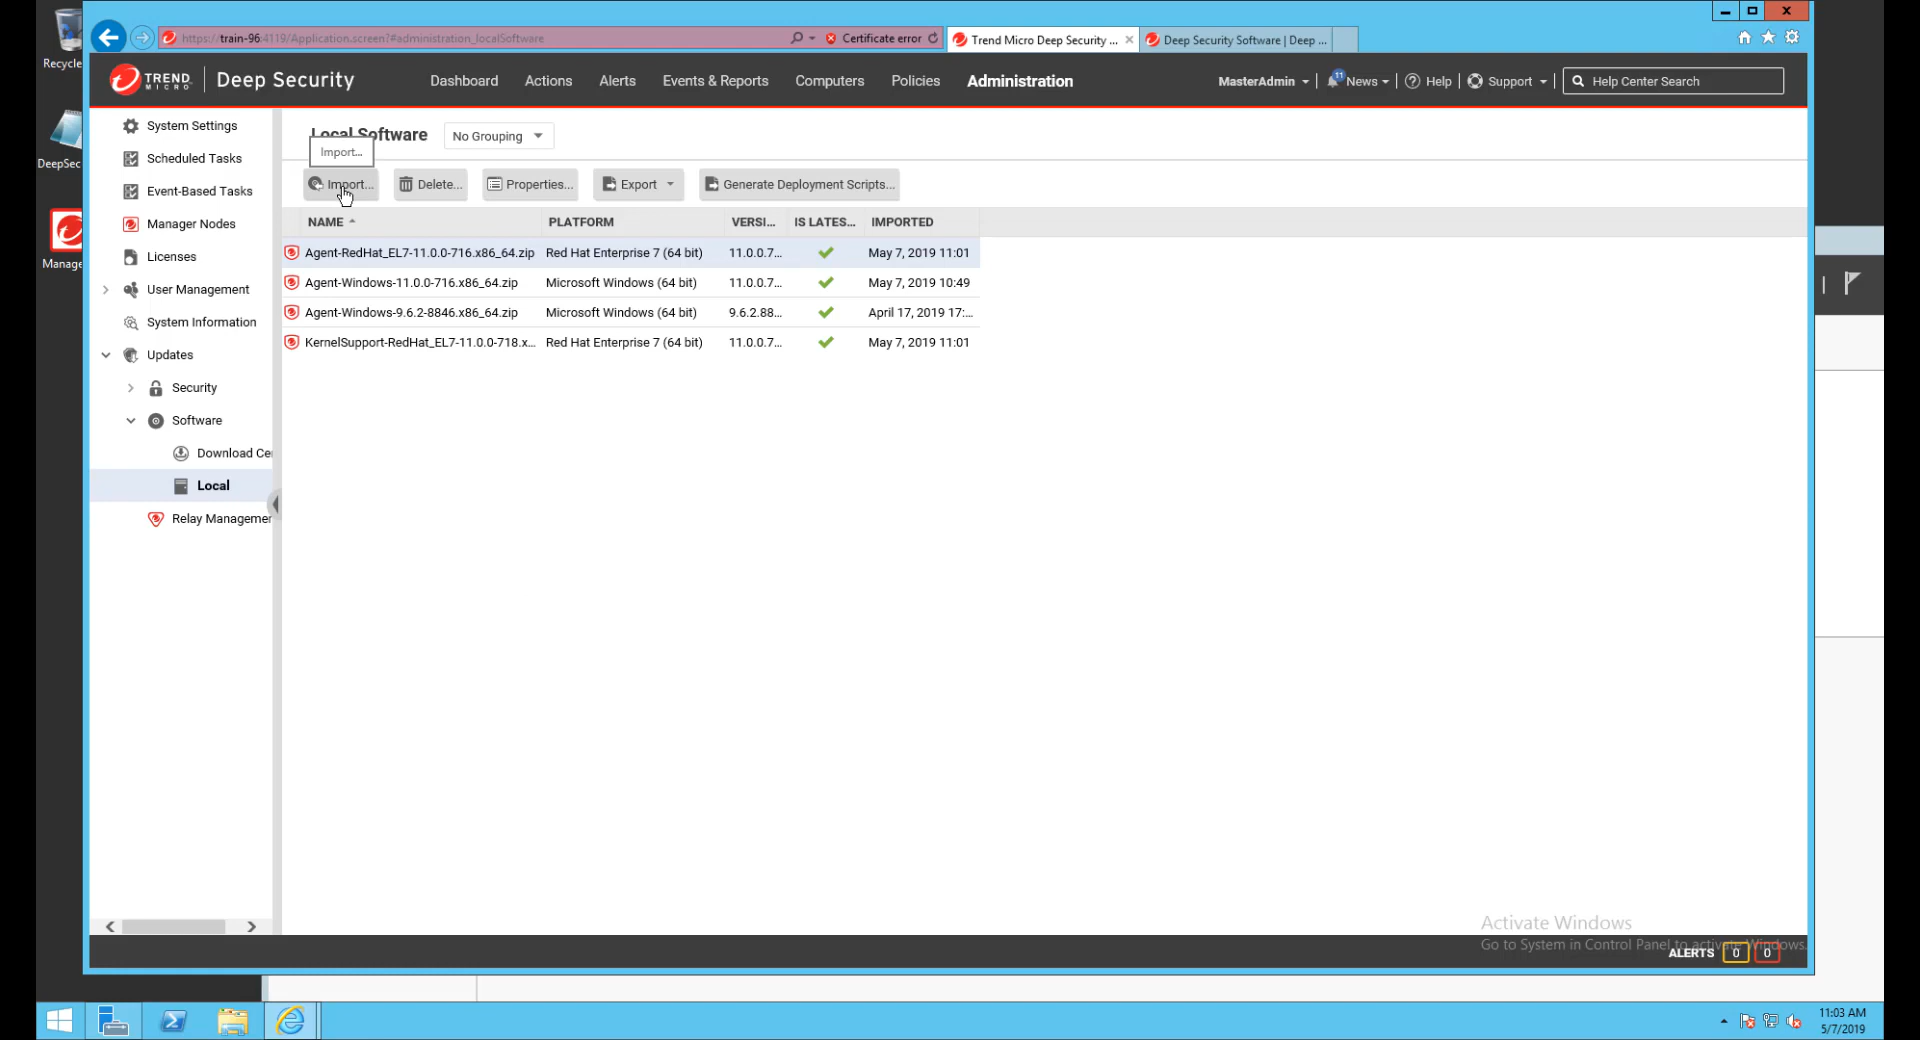 Recycle
DeepSec
Manage
https://train-96:4119/Application.screen?#administration_localSoftware
Certificate error
Trend Micro Deep Security ...
Deep Security Software | Deep ...
TREND MICRO
Deep Security
Dashboard
Actions
Alerts
Events & Reports
Computers
Policies
Administration
MasterAdmin
11
News
Help
Support
Help Center Search
System Settings
Scheduled Tasks
Event-Based Tasks
Manager Nodes
Licenses
User Management
System Information
Updates
Security
Software
Download Ce
Local
Relay Manageme
Local Software
No Grouping
Import...
Import...
Delete...
Properties...
Export
Generate Deployment Scripts...
NAME PLATFORM VERSI... IS LATES... IMPORTED
Agent-RedHat_EL7-11.0.0-716.x86_64.zip Red Hat Enterprise 7 (64 bit) 11.0.0.7... May 7, 2019 11:01
Agent-Windows-11.0.0-716.x86_64.zip Microsoft Windows (64 bit) 11.0.0.7... May 7, 2019 10:49
Agent-Windows-9.6.2-8846.x86_64.zip Microsoft Windows (64 bit) 9.6.2.88... April 17, 2019 17:...
KernelSupport-RedHat_EL7-11.0.0-718.x... Red Hat Enterprise 7 (64 bit) 11.0.0.7... May 7, 2019 11:01
Activate Windows
Go to System in Control Panel to activate Windows.
ALERTS 0 0
11:03 AM
5/7/2019